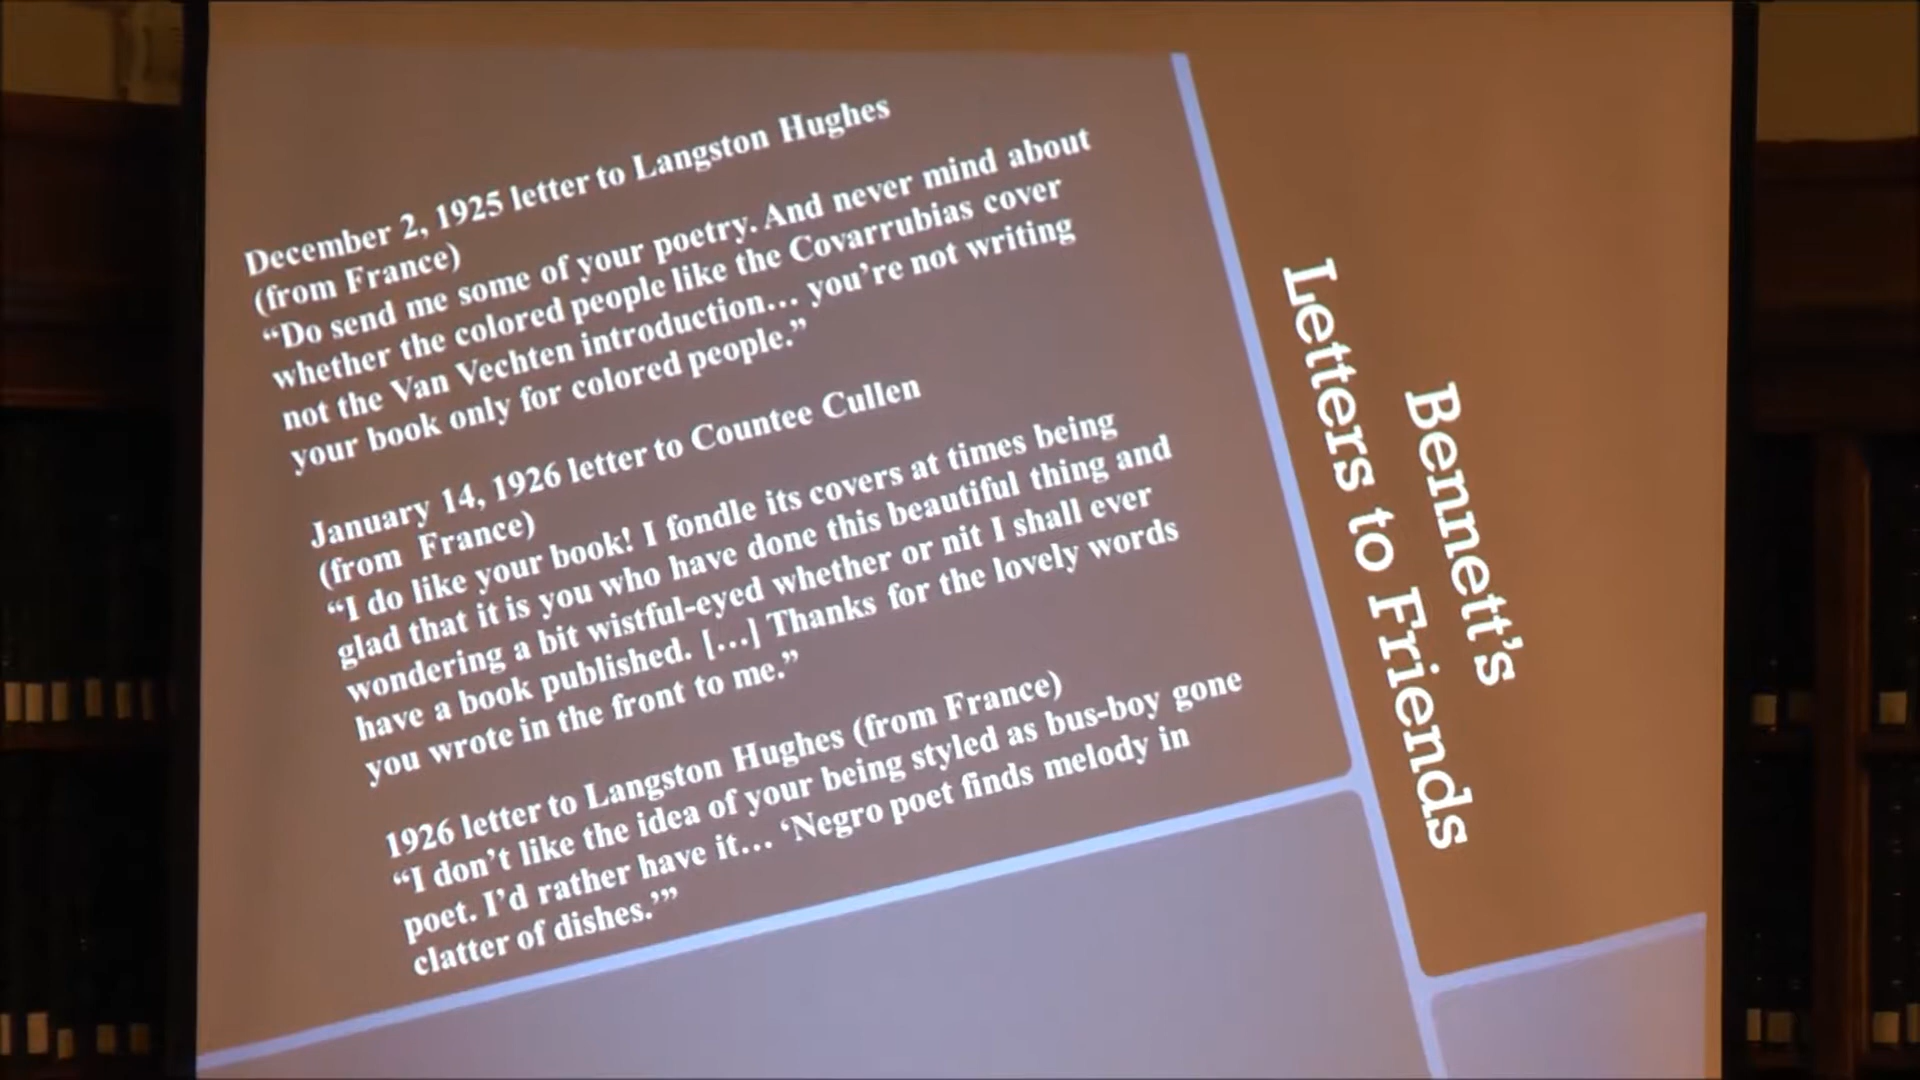 December 2, 1925 letter to Langston Hughes
(from France)
“Do send me some of your poetry. And never mind about
whether the colored people like the Covarrubias cover
not the Van Vechten introduction… you’re not writing
your book only for colored people.”
January 14, 1926 letter to Countee Cullen
(from France)
“I do like your book! I fondle its covers at times being
glad that it is you who have done this beautiful thing and
wondering a bit wistful-eyed whether or nit I shall ever
have a book published. […] Thanks for the lovely words
you wrote in the front to me.”
1926 letter to Langston Hughes (from France)
“I don’t like the idea of your being styled as bus-boy gone
poet. I’d rather have it… ‘Negro poet finds melody in
clatter of dishes.’”
Bennett’s
Letters to Friends